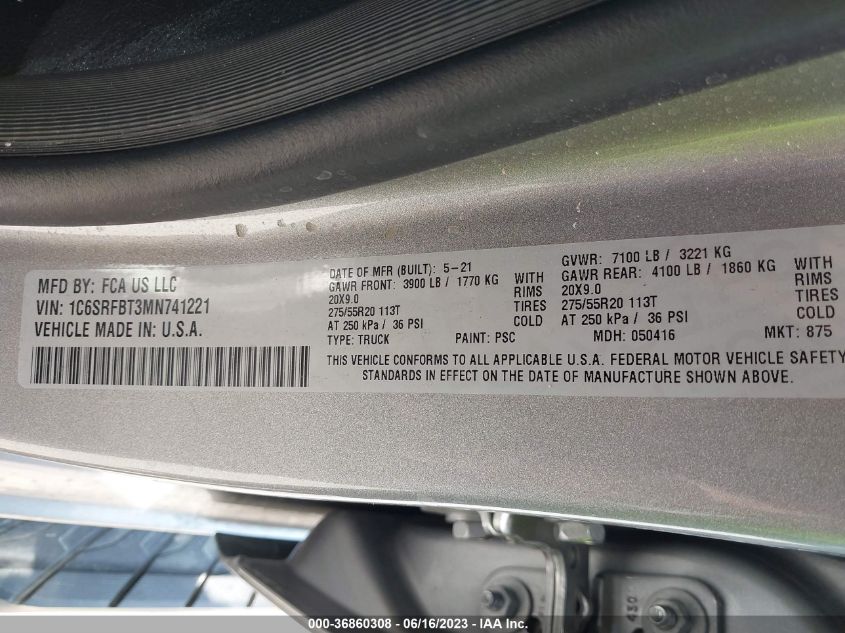 MFD BY: FCA US LLC
VIN: 1C6SRFBT3MN741221
VEHICLE MADE IN: U.S.A.
DATE OF MFR (BUILT): 5-21
GAWR FRONT: 3900 LB / 1770 KG WITH
20X9.0 RIMS
275/55R20 113T TIRES
AT 250 kPa / 36 PSI COLD
TYPE: TRUCK PAINT: PSC
GVWR: 7100 LB / 3221 KG
GAWR REAR: 4100 LB / 1860 KG WITH
20X9.0 RIMS
275/55R20 113T TIRES
AT 250 kPa / 36 PSI COLD
MDH: 050416 MKT: 875
THIS VEHICLE CONFORMS TO ALL APPLICABLE U.S.A. FEDERAL MOTOR VEHICLE SAFETY
STANDARDS IN EFFECT ON THE DATE OF MANUFACTURE SHOWN ABOVE.
430
000-36860308 - 06/16/2023 - IAA Inc.